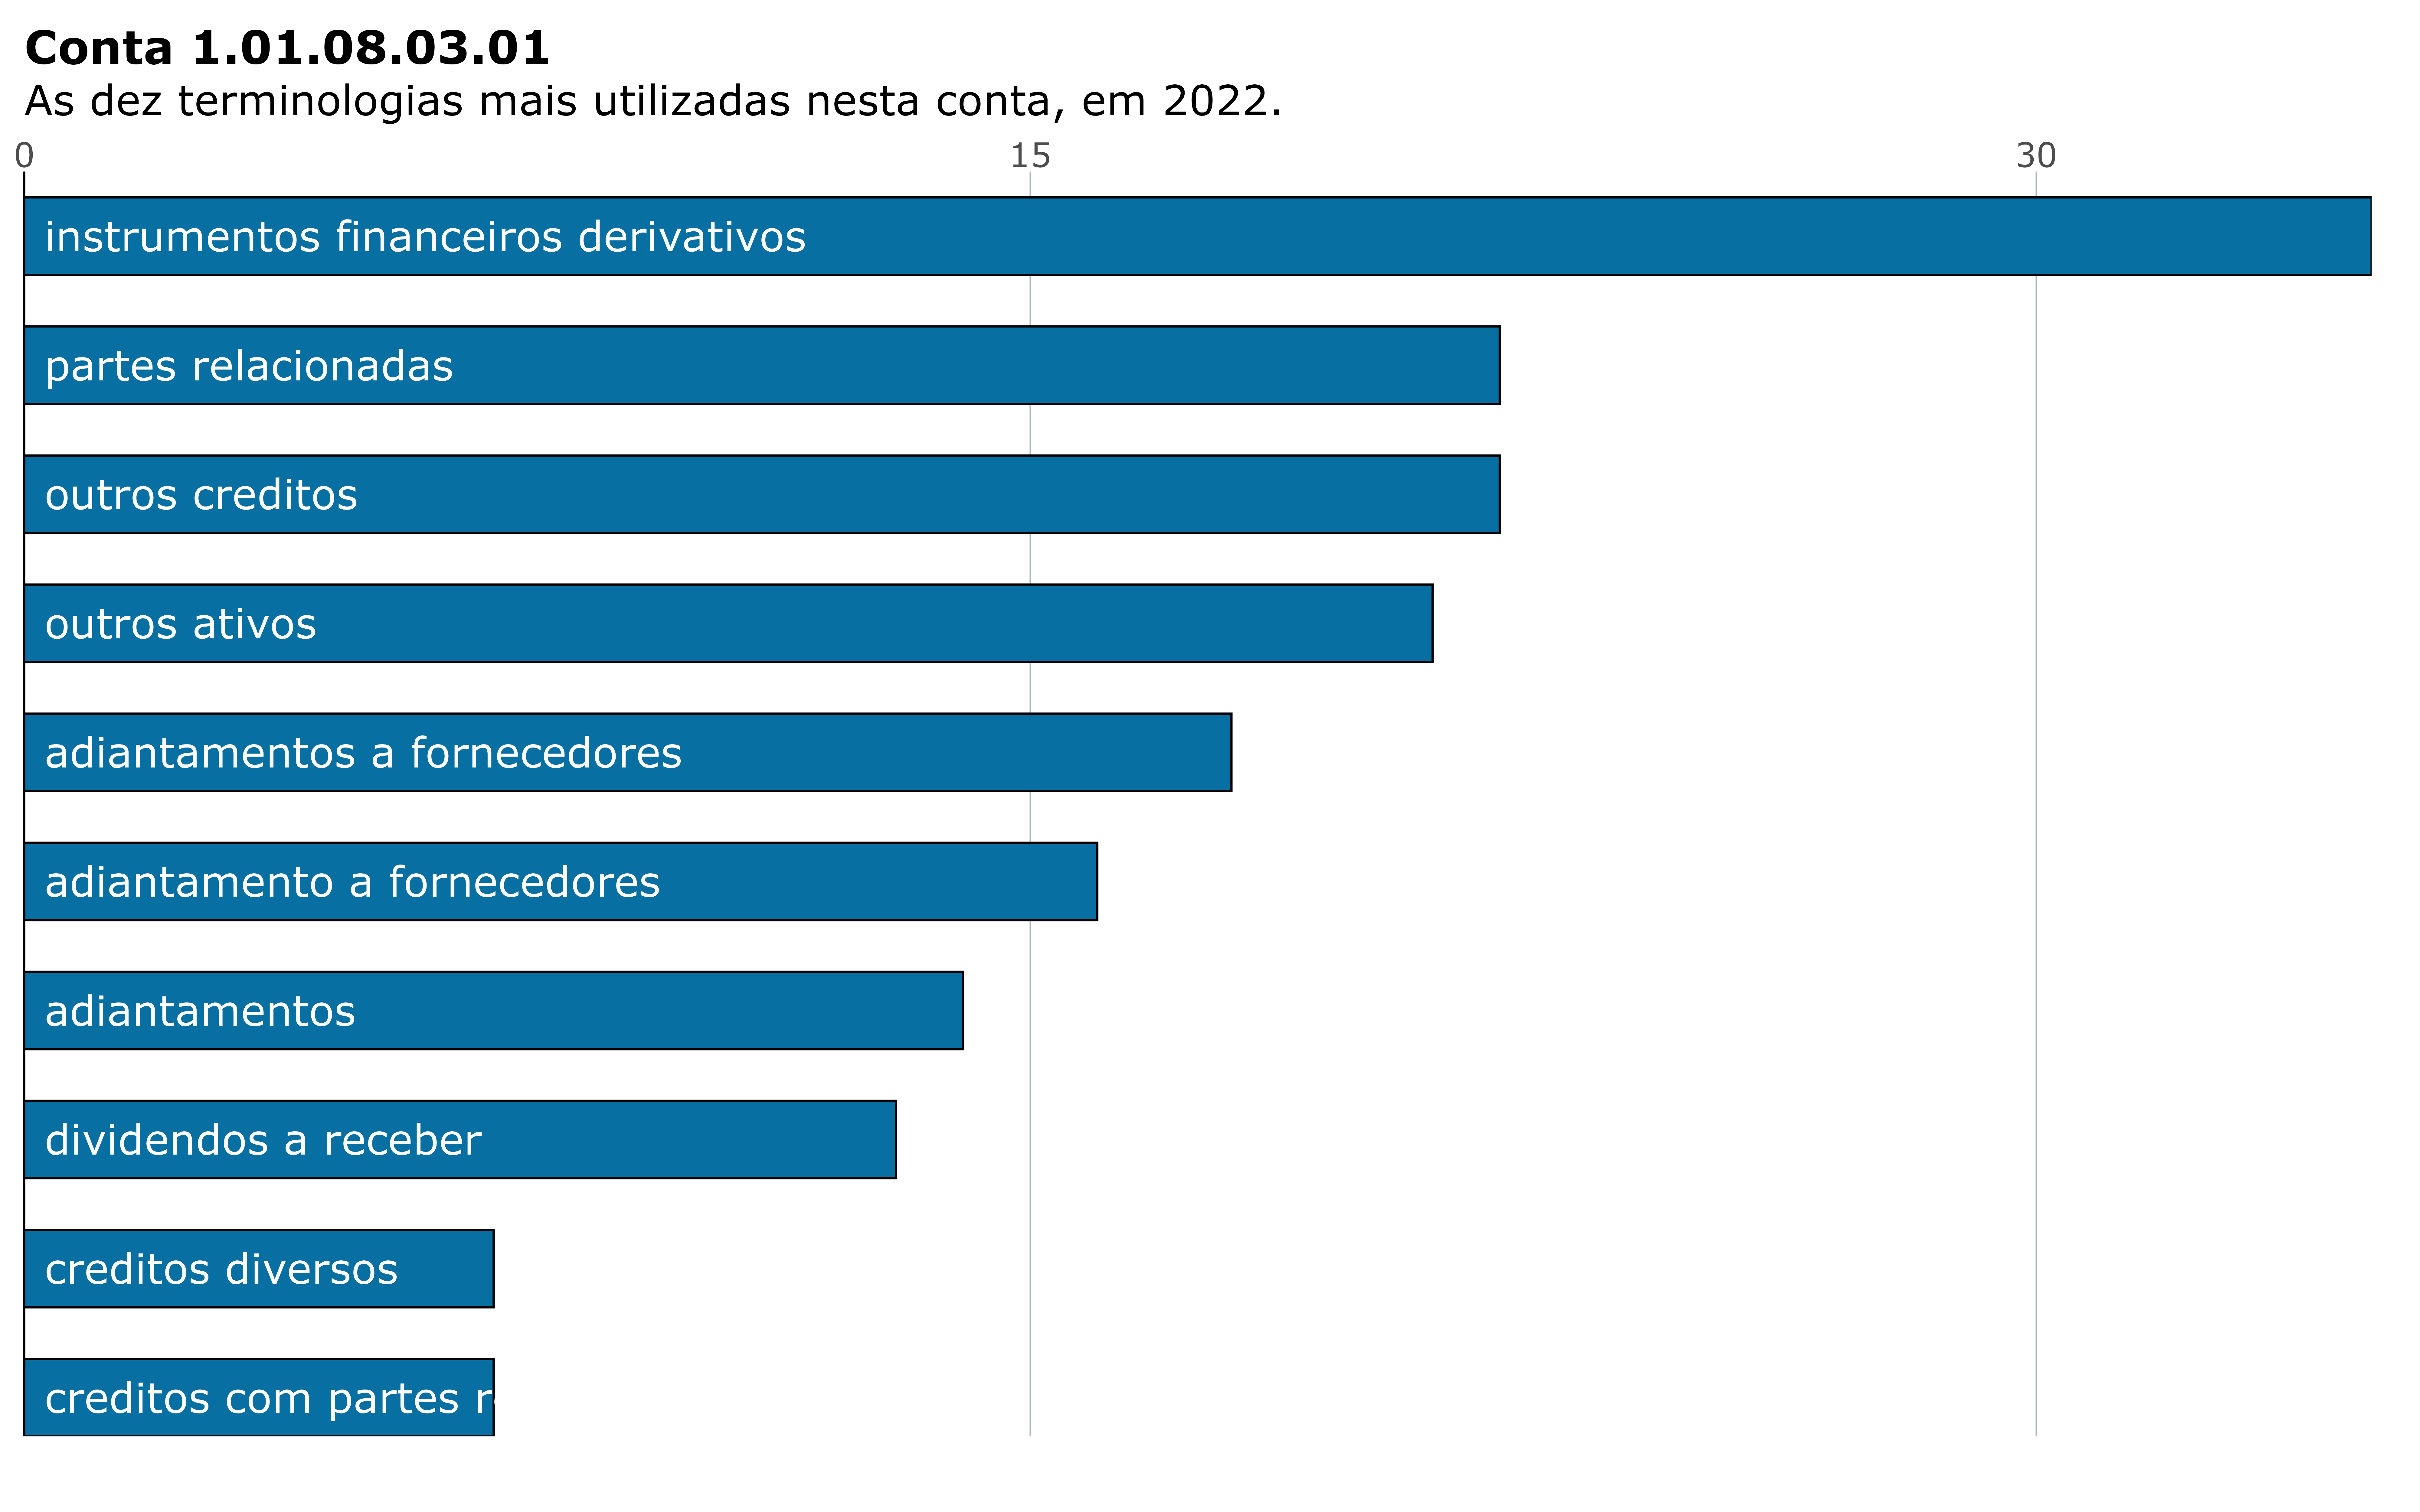 Conta 1.01.08.03.01
As dez terminologias mais utilizadas nesta conta, em 2022.
0 15 30
instrumentos financeiros derivativos
partes relacionadas
outros creditos
outros ativos
adiantamentos a fornecedores
adiantamento a fornecedores
adiantamentos
dividendos a receber
creditos diversos
creditos com partes